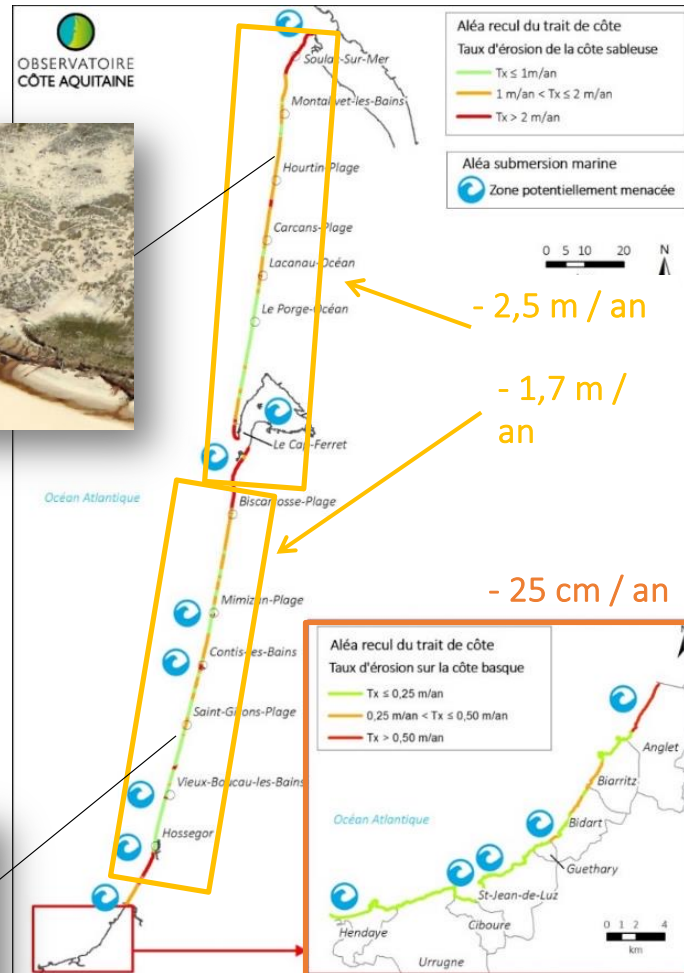 OBSERVATOIRE
CÔTE AQUITAINE
Aléa recul du trait de côte
Taux d'érosion de la côte sableuse
Tx ≤ 1m/an
1 m/an < Tx ≤ 2 m/an
Tx > 2 m/an
Aléa submersion marine
Zone potentiellement menacée
0 5 10 20
N
Soulac-Sur-Mer
Montalivet-les-Bains
Hourtin-Plage
Carcans-Plage
Lacanau-Océan
Le Porge-Océan
- 2,5 m / an
- 1,7 m /
an
Le Cap-Ferret
Océan Atlantique
Biscarrosse-Plage
Mimizan-Plage
Contis-les-Bains
Saint-Girons-Plage
Vieux-Boucau-les-Bains
Hossegor
- 25 cm / an
Aléa recul du trait de côte
Taux d'érosion sur la côte basque
Tx ≤ 0,25 m/an
0,25 m/an < Tx ≤ 0,50 m/an
Tx > 0,50 m/an
Anglet
Biarritz
Océan Atlantique
Bidart
Guethary
St-Jean-de-Luz
Ciboure
Hendaye
Urrugne
0 1 2 4
km